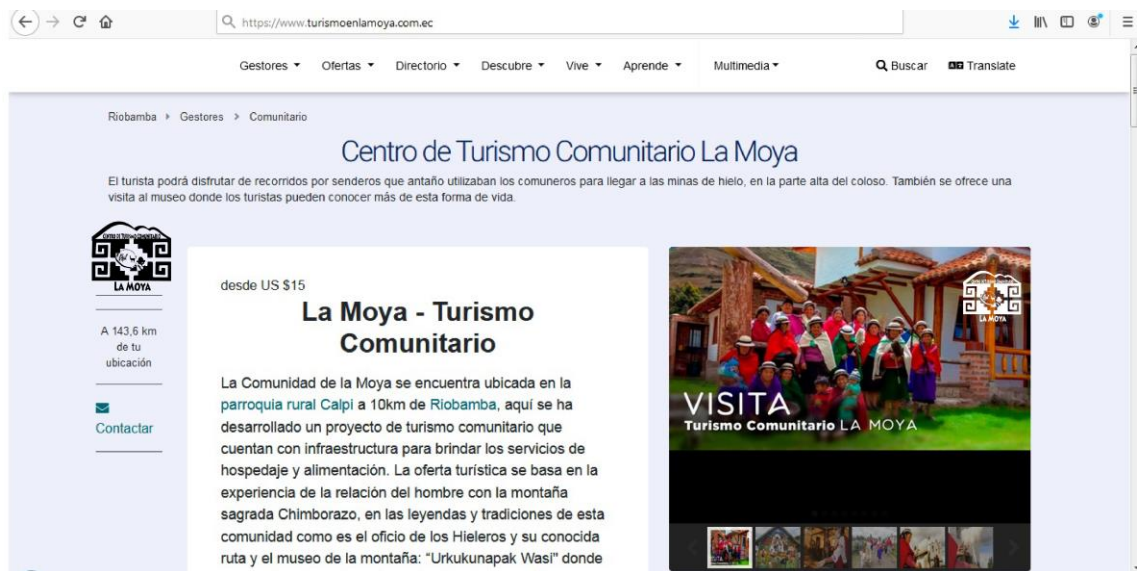 https://www.turismoenlamoya.com.ec
Gestores Ofertas Directorio Descubre Vive Aprende Multimedia Buscar Translate
Riobamba Gestores > Comunitario
Centro de Turismo Comunitario La Moya
El turista podrá disfrutar de recorridos por senderos que antaño utilizaban los comuneros para llegar a las minas de hielo, en la parte alta del coloso. También se ofrece una
visita al museo donde los turistas pueden conocer más de esta forma de vida.
CENTRO DE TURISMO COMUNITARIO
LA MOYA
A 143,6 km
de tu
ubicación
Contactar
desde US $15
La Moya - Turismo
Comunitario
La Comunidad de la Moya se encuentra ubicada en la
parroquia rural Calpi a 10km de Riobamba, aquí se ha
desarrollado un proyecto de turismo comunitario que
cuentan con infraestructura para brindar los servicios de
hospedaje y alimentación. La oferta turística se basa en la
experiencia de la relación del hombre con la montaña
sagrada Chimborazo, en las leyendas y tradiciones de esta
comunidad como es el oficio de los Hieleros y su conocida
ruta y el museo de la montaña: "Urkukunapak Wasi" donde
LA MOYA
VISITA
Turismo Comunitario LA MOYA